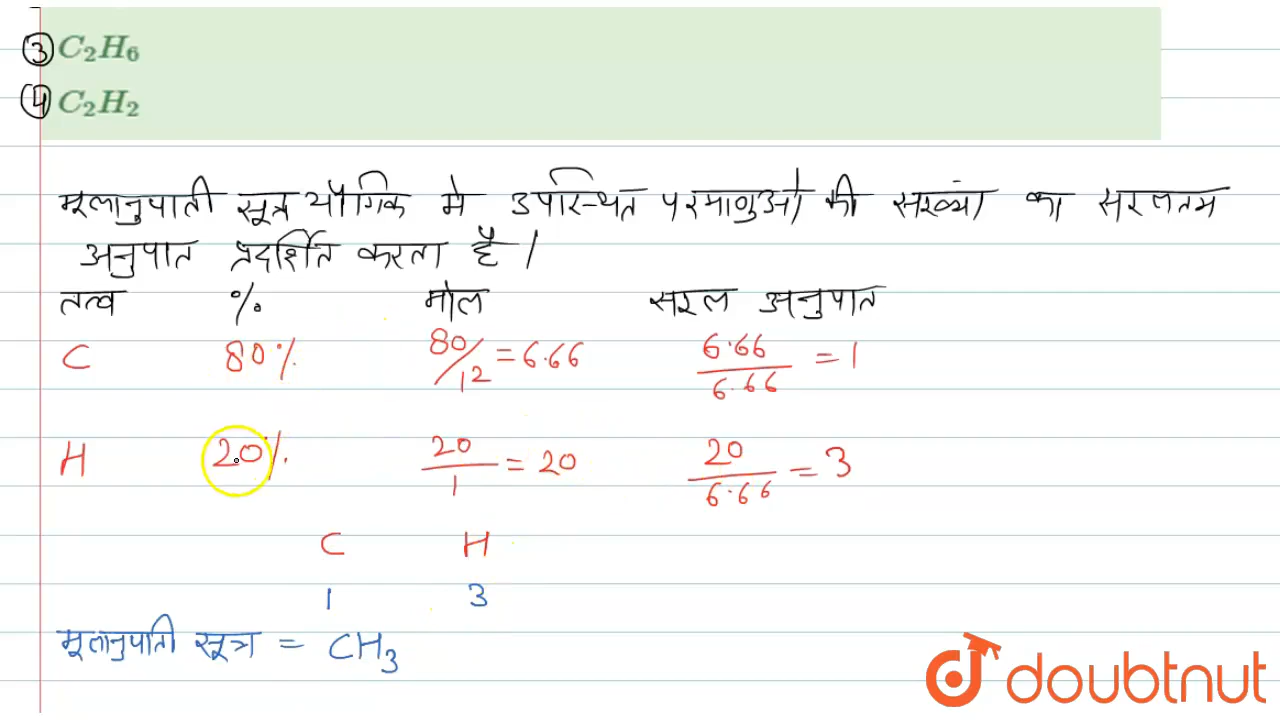 ③ C₂H₆
④ C₂H₂
मूलानुपाती सूत्र यौगिक मे उपस्थित परमाणुओ की सख्यां का सरलतम
अनुपात प्रदर्शित करता है।
तत्व % मोल सरल अनुपात
C 80% 80/12 = 6.66 6.66/6.66 = 1
H 20% 20/1 = 20 20/6.66 = 3
C H
1 3
मूलानुपाती सूत्र = CH₃
doubtnut